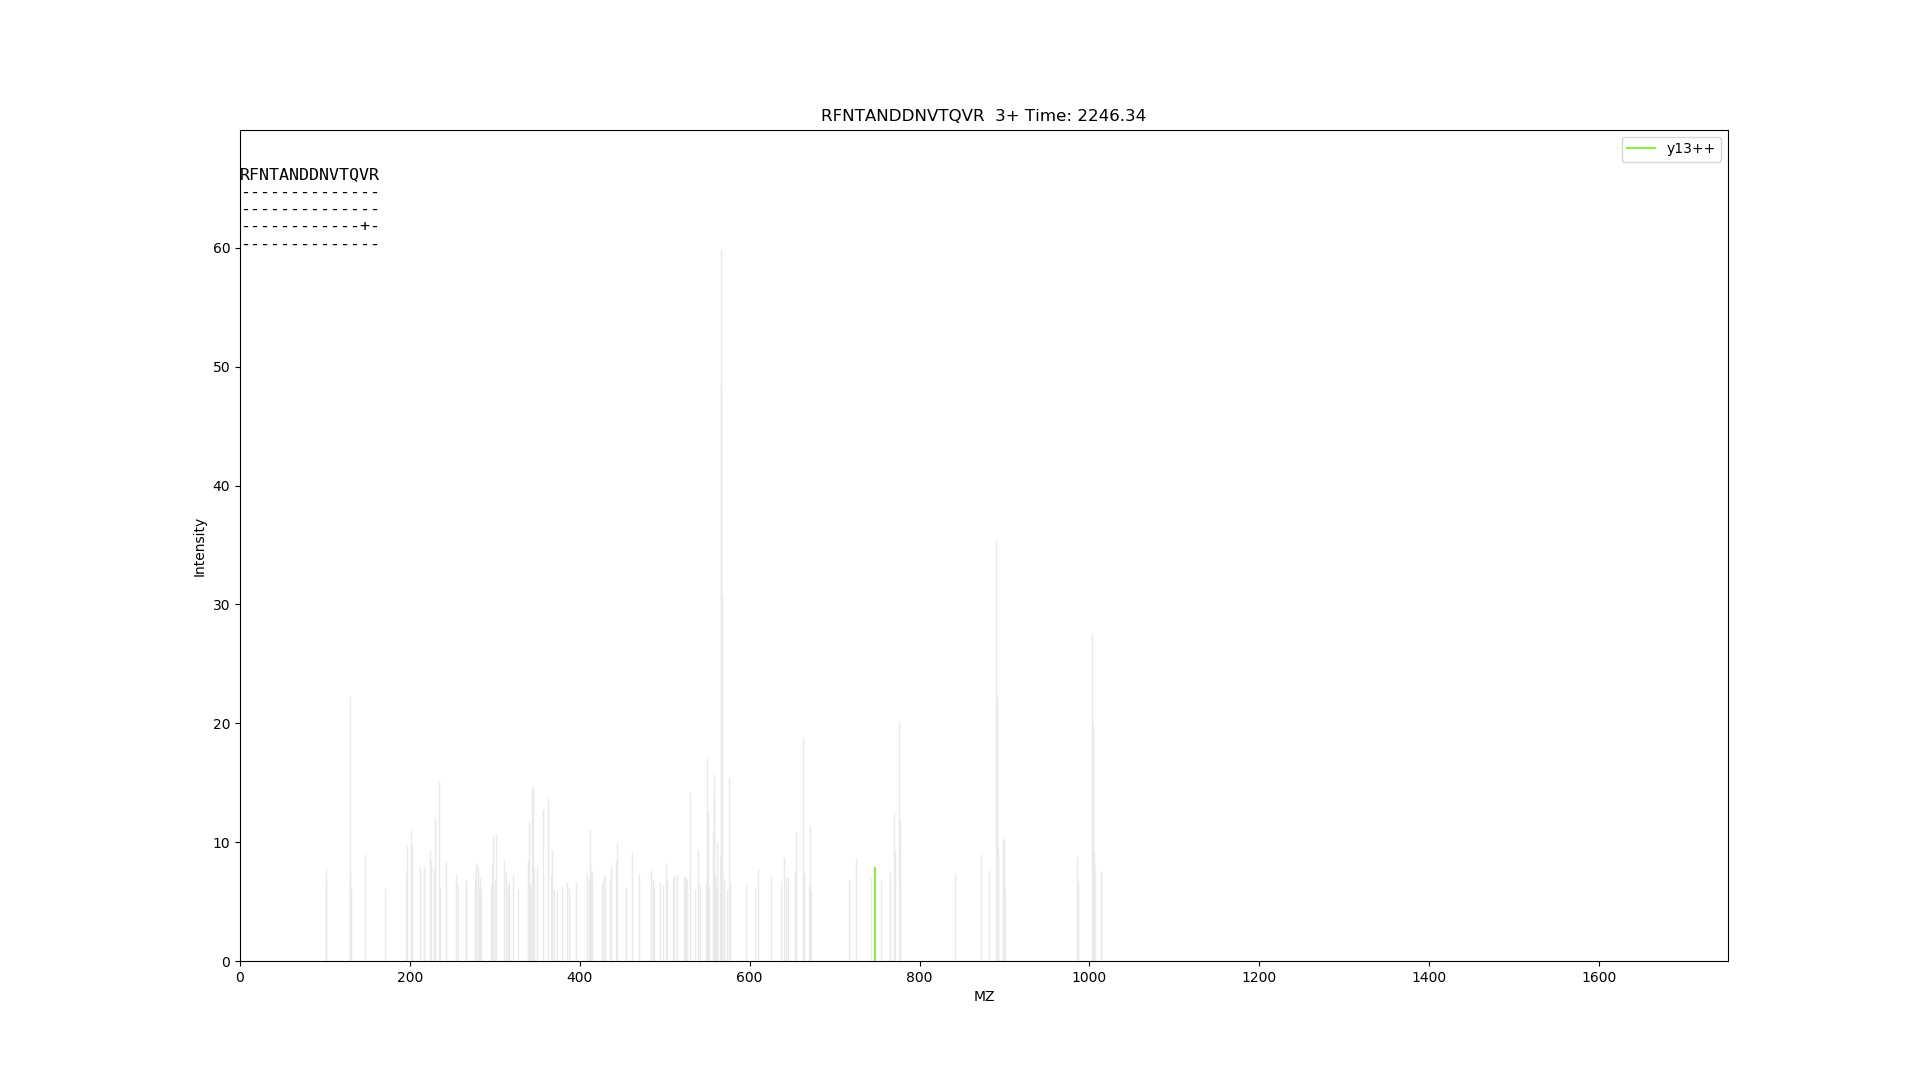 RFNTANDDNVTQVR  3+ Time: 2246.34
y13++
RFNTANDDNVTQVR
--------------
--------------
------------+-
--------------
60
50
40
30
20
10
0
Intensity
0 200 400 600 800 1000 1200 1400 1600
MZ